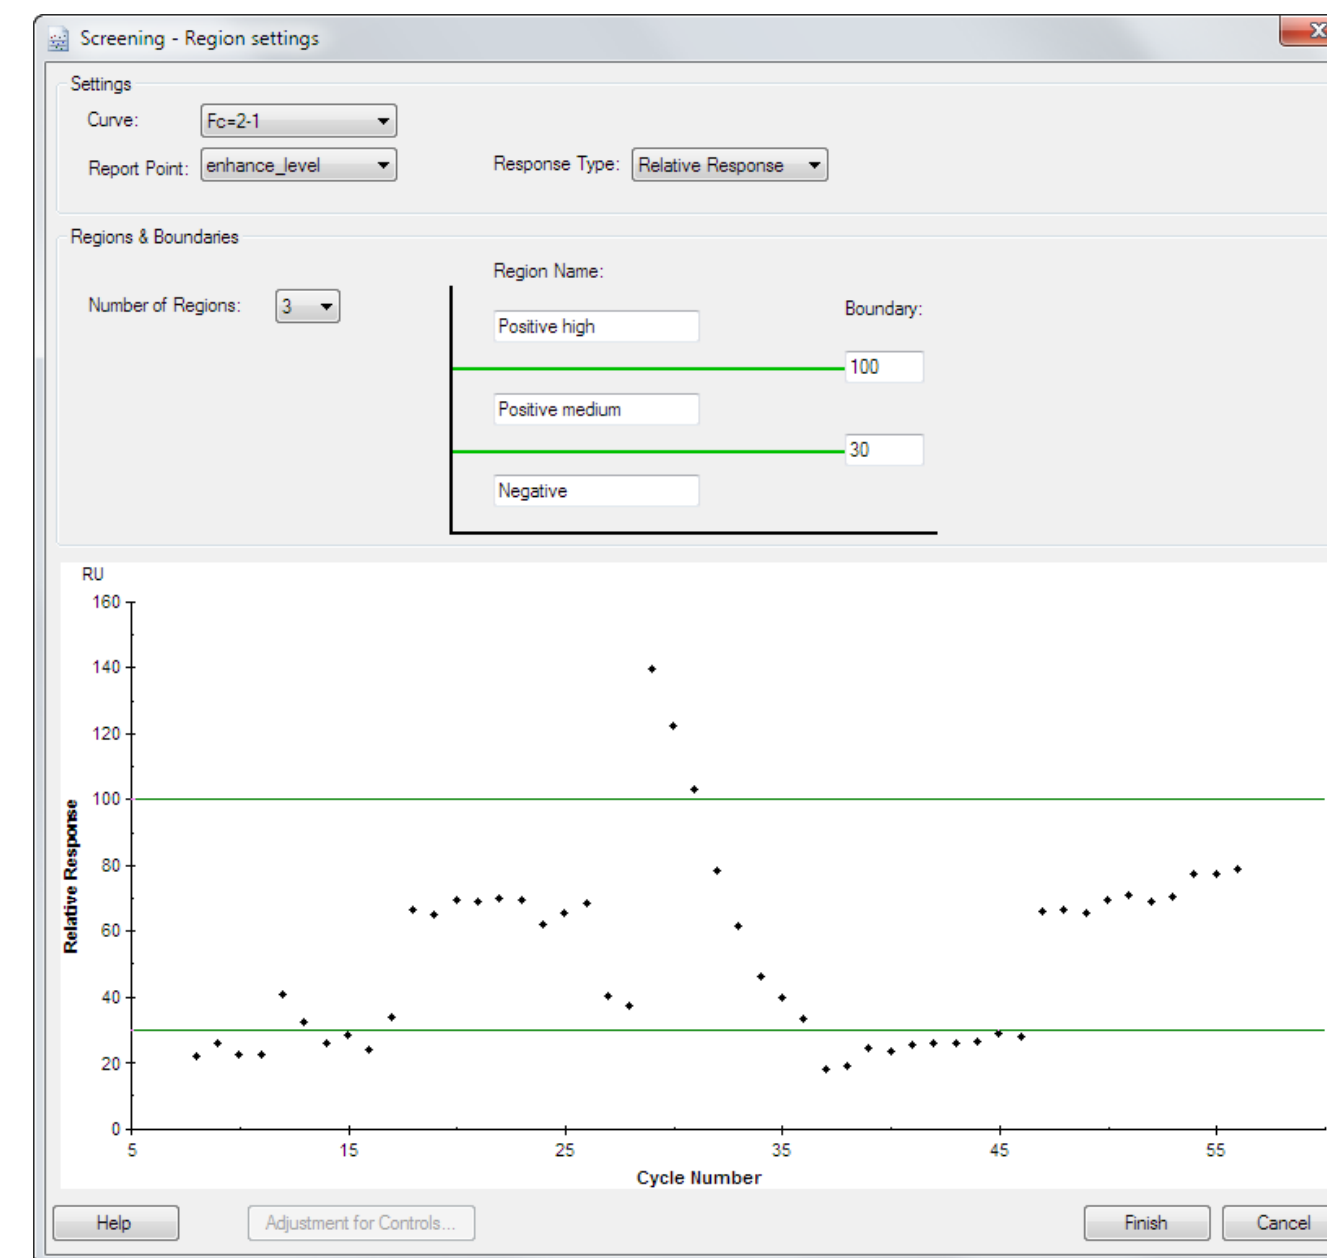 Screening - Region settings
Settings
Curve: Fc=2-1
Report Point: enhance_level Response Type: Relative Response
Regions & Boundaries
Region Name:
Number of Regions: 3 Boundary:
Positive high
100
Positive medium
30
Negative
RU
160
140
120
100
80
60
40
20
0
Relative Response
5 15 25 35 45 55
Cycle Number
Help Adjustment for Controls... Finish Cancel